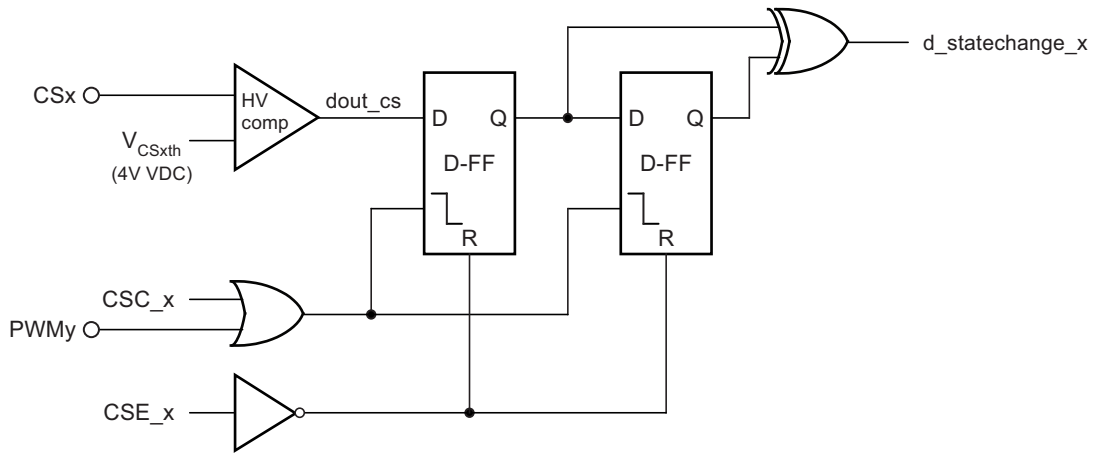 d_statechange_x
CSx
HV
comp
dout_cs
V_CSxth
(4V VDC)
D
Q
D-FF
R
D
Q
D-FF
R
CSC_x
PWMy
CSE_x